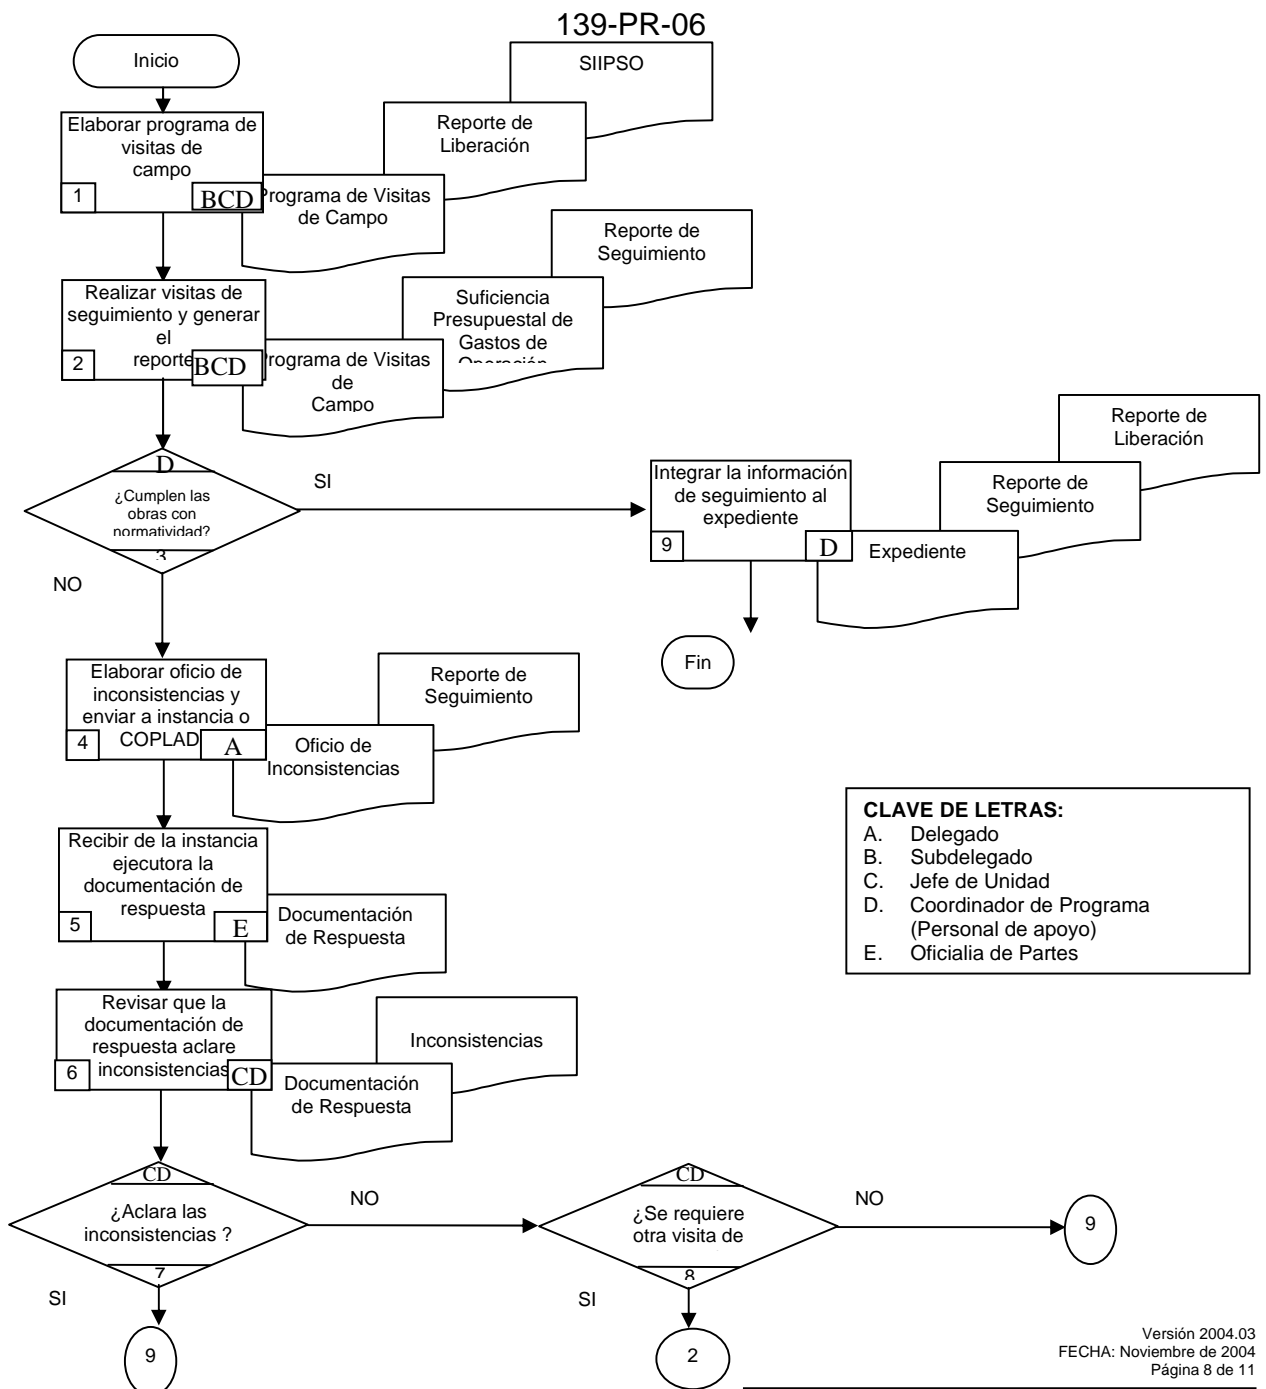 139-PR-06
Inicio
SIIPSO
Reporte de
Liberación
Elaborar programa de
visitas de
campo
1
BCD
Programa de Visitas
de Campo
Reporte de
Seguimiento
Realizar visitas de
seguimiento y generar
el
reporte
2
BCD
Suficiencia
Presupuestal de
Gastos de
Operación
Programa de Visitas
de
Campo
D
¿Cumplen las
obras con
normatividad?
3
SI
NO
Integrar la información
de seguimiento al
expediente
9
D
Expediente
Reporte de
Seguimiento
Reporte de
Liberación
Fin
Elaborar oficio de
inconsistencias y
enviar a instancia o
COPLAD
4
A
Reporte de
Seguimiento
Oficio de
Inconsistencias
Recibir de la instancia
ejecutora la
documentación de
respuesta
5
E
Documentación
de Respuesta
CLAVE DE LETRAS:
A. Delegado
B. Subdelegado
C. Jefe de Unidad
D. Coordinador de Programa
(Personal de apoyo)
E. Oficialia de Partes
Revisar que la
documentación de
respuesta aclare
inconsistencias
6
CD
Inconsistencias
Documentación
de Respuesta
CD
¿Aclara las
inconsistencias ?
7
NO
SI
9
CD
¿Se requiere
otra visita de
8
NO
9
SI
2
Versión 2004.03
FECHA: Noviembre de 2004
Página 8 de 11